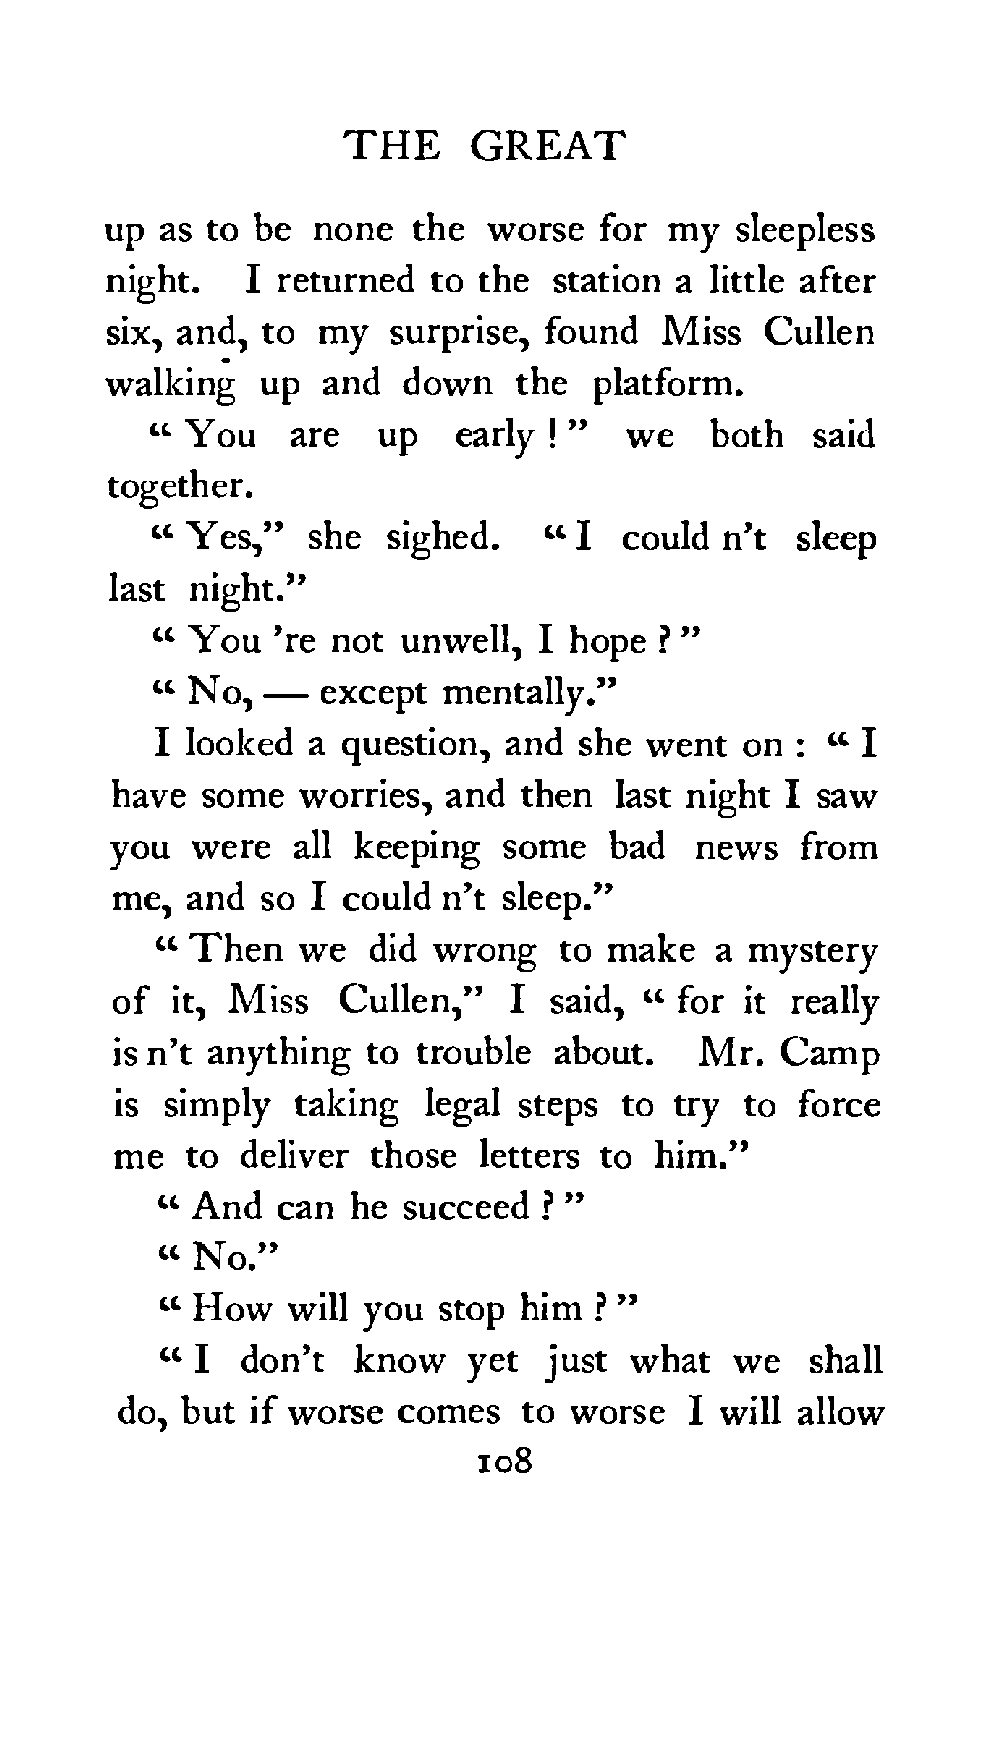 THE GREAT
up as to be none the worse for my sleepless
night. I returned to the station a little after
six, and, to my surprise, found Miss Cullen
walking up and down the platform.
“ You are up early ! ” we both said
together.
“ Yes,” she sighed. “ I could n’t sleep
last night.”
“ You ’re not unwell, I hope ? ”
“ No, — except mentally.”
I looked a question, and she went on : “ I
have some worries, and then last night I saw
you were all keeping some bad news from
me, and so I could n’t sleep.”
“ Then we did wrong to make a mystery
of it, Miss Cullen,” I said, “ for it really
is n’t anything to trouble about. Mr. Camp
is simply taking legal steps to try to force
me to deliver those letters to him.”
“ And can he succeed ? ”
“ No.”
“ How will you stop him ? ”
“ I don’t know yet just what we shall
do, but if worse comes to worse I will allow
108